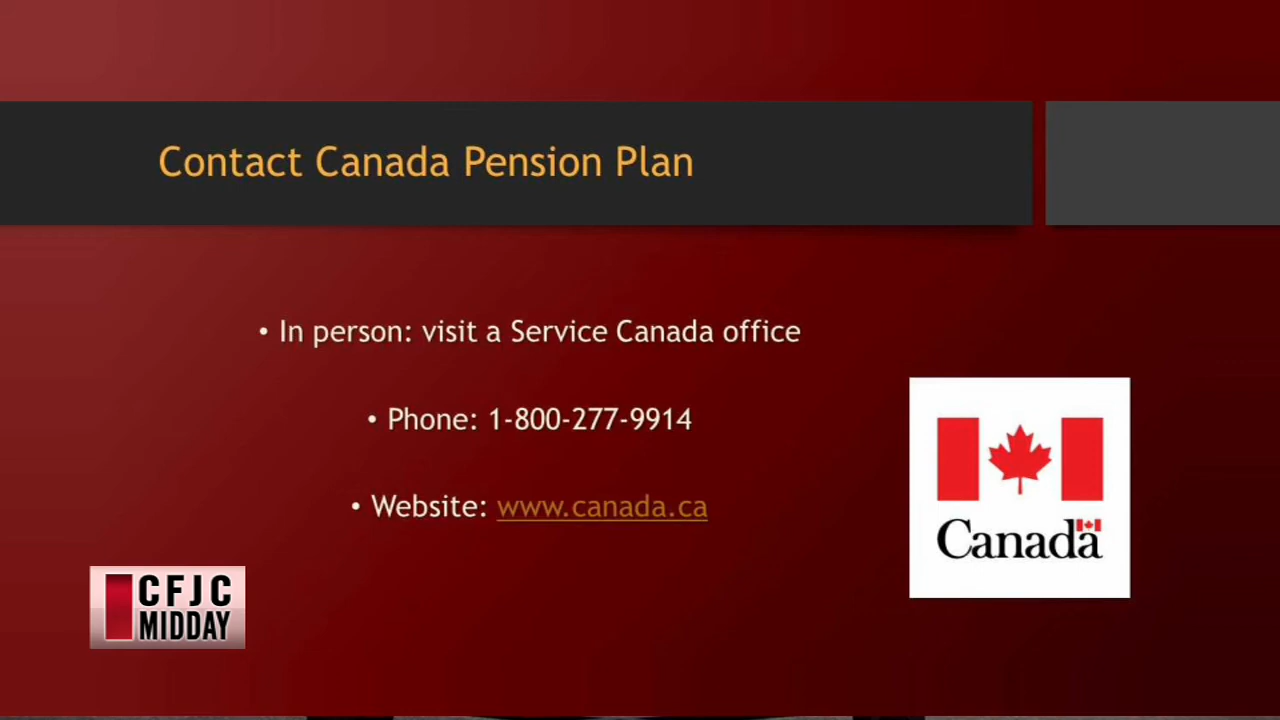 Contact Canada Pension Plan
• In person: visit a Service Canada office
• Phone: 1-800-277-9914
• Website: www.canada.ca
Canada
CFJC
MIDDAY